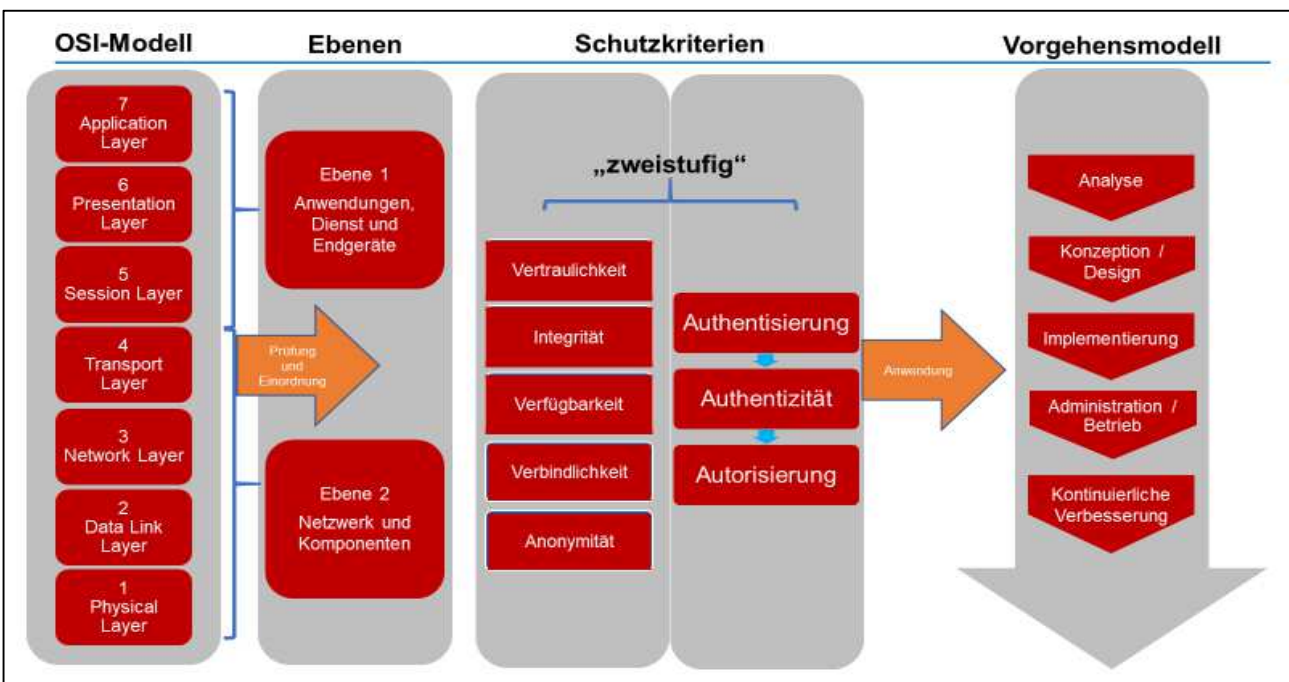 OSI-Modell
Ebenen
Schutzkriterien
Vorgehensmodell
7
Application
Layer
6
Presentation
Layer
5
Session Layer
4
Transport
Layer
3
Network Layer
2
Data Link
Layer
1
Physical
Layer
Ebene 1
Anwendungen,
Dienst und
Endgeräte
Prüfung
und
Einordnung
Ebene 2
Netzwerk und
Komponenten
„zweistufig“
Vertraulichkeit
Integrität
Verfügbarkeit
Verbindlichkeit
Anonymität
Authentisierung
Authentizität
Autorisierung
Anwendung
Analyse
Konzeption /
Design
Implementierung
Administration /
Betrieb
Kontinuierliche
Verbesserung